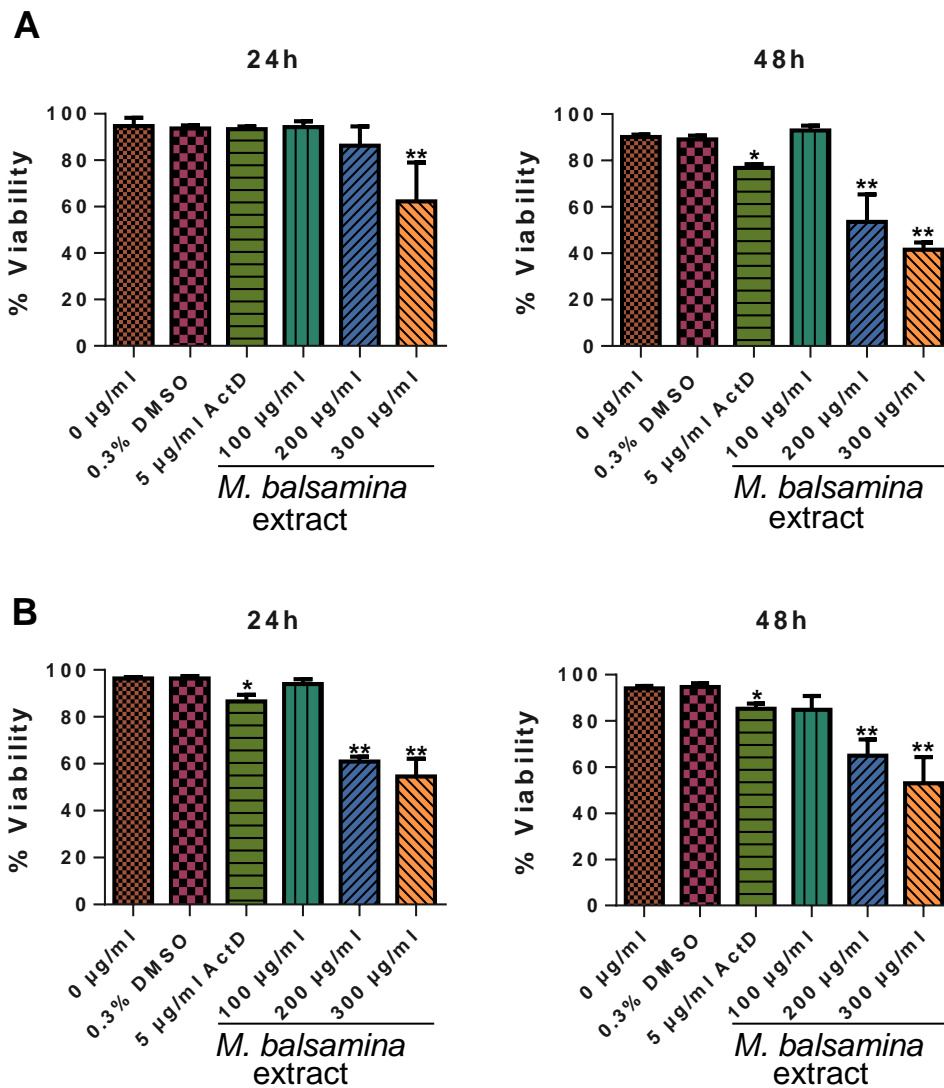 A
24h
% Viability
100
80
60
40
20
0
**
0 µg/ml
0.3% DMSO
5 µg/ml ActD
100 µg/ml
200 µg/ml
300 µg/ml
M. balsamina
extract
48h
% Viability
100
80
60
40
20
0
*
**
**
0 µg/ml
0.3% DMSO
5 µg/ml ActD
100 µg/ml
200 µg/ml
300 µg/ml
M. balsamina
extract
B
24h
% Viability
100
80
60
40
20
0
*
**
**
0 µg/ml
0.3% DMSO
5 µg/ml ActD
100 µg/ml
200 µg/ml
300 µg/ml
M. balsamina
extract
48h
% Viability
100
80
60
40
20
0
*
**
**
0 µg/ml
0.3% DMSO
5 µg/ml ActD
100 µg/ml
200 µg/ml
300 µg/ml
M. balsamina
extract